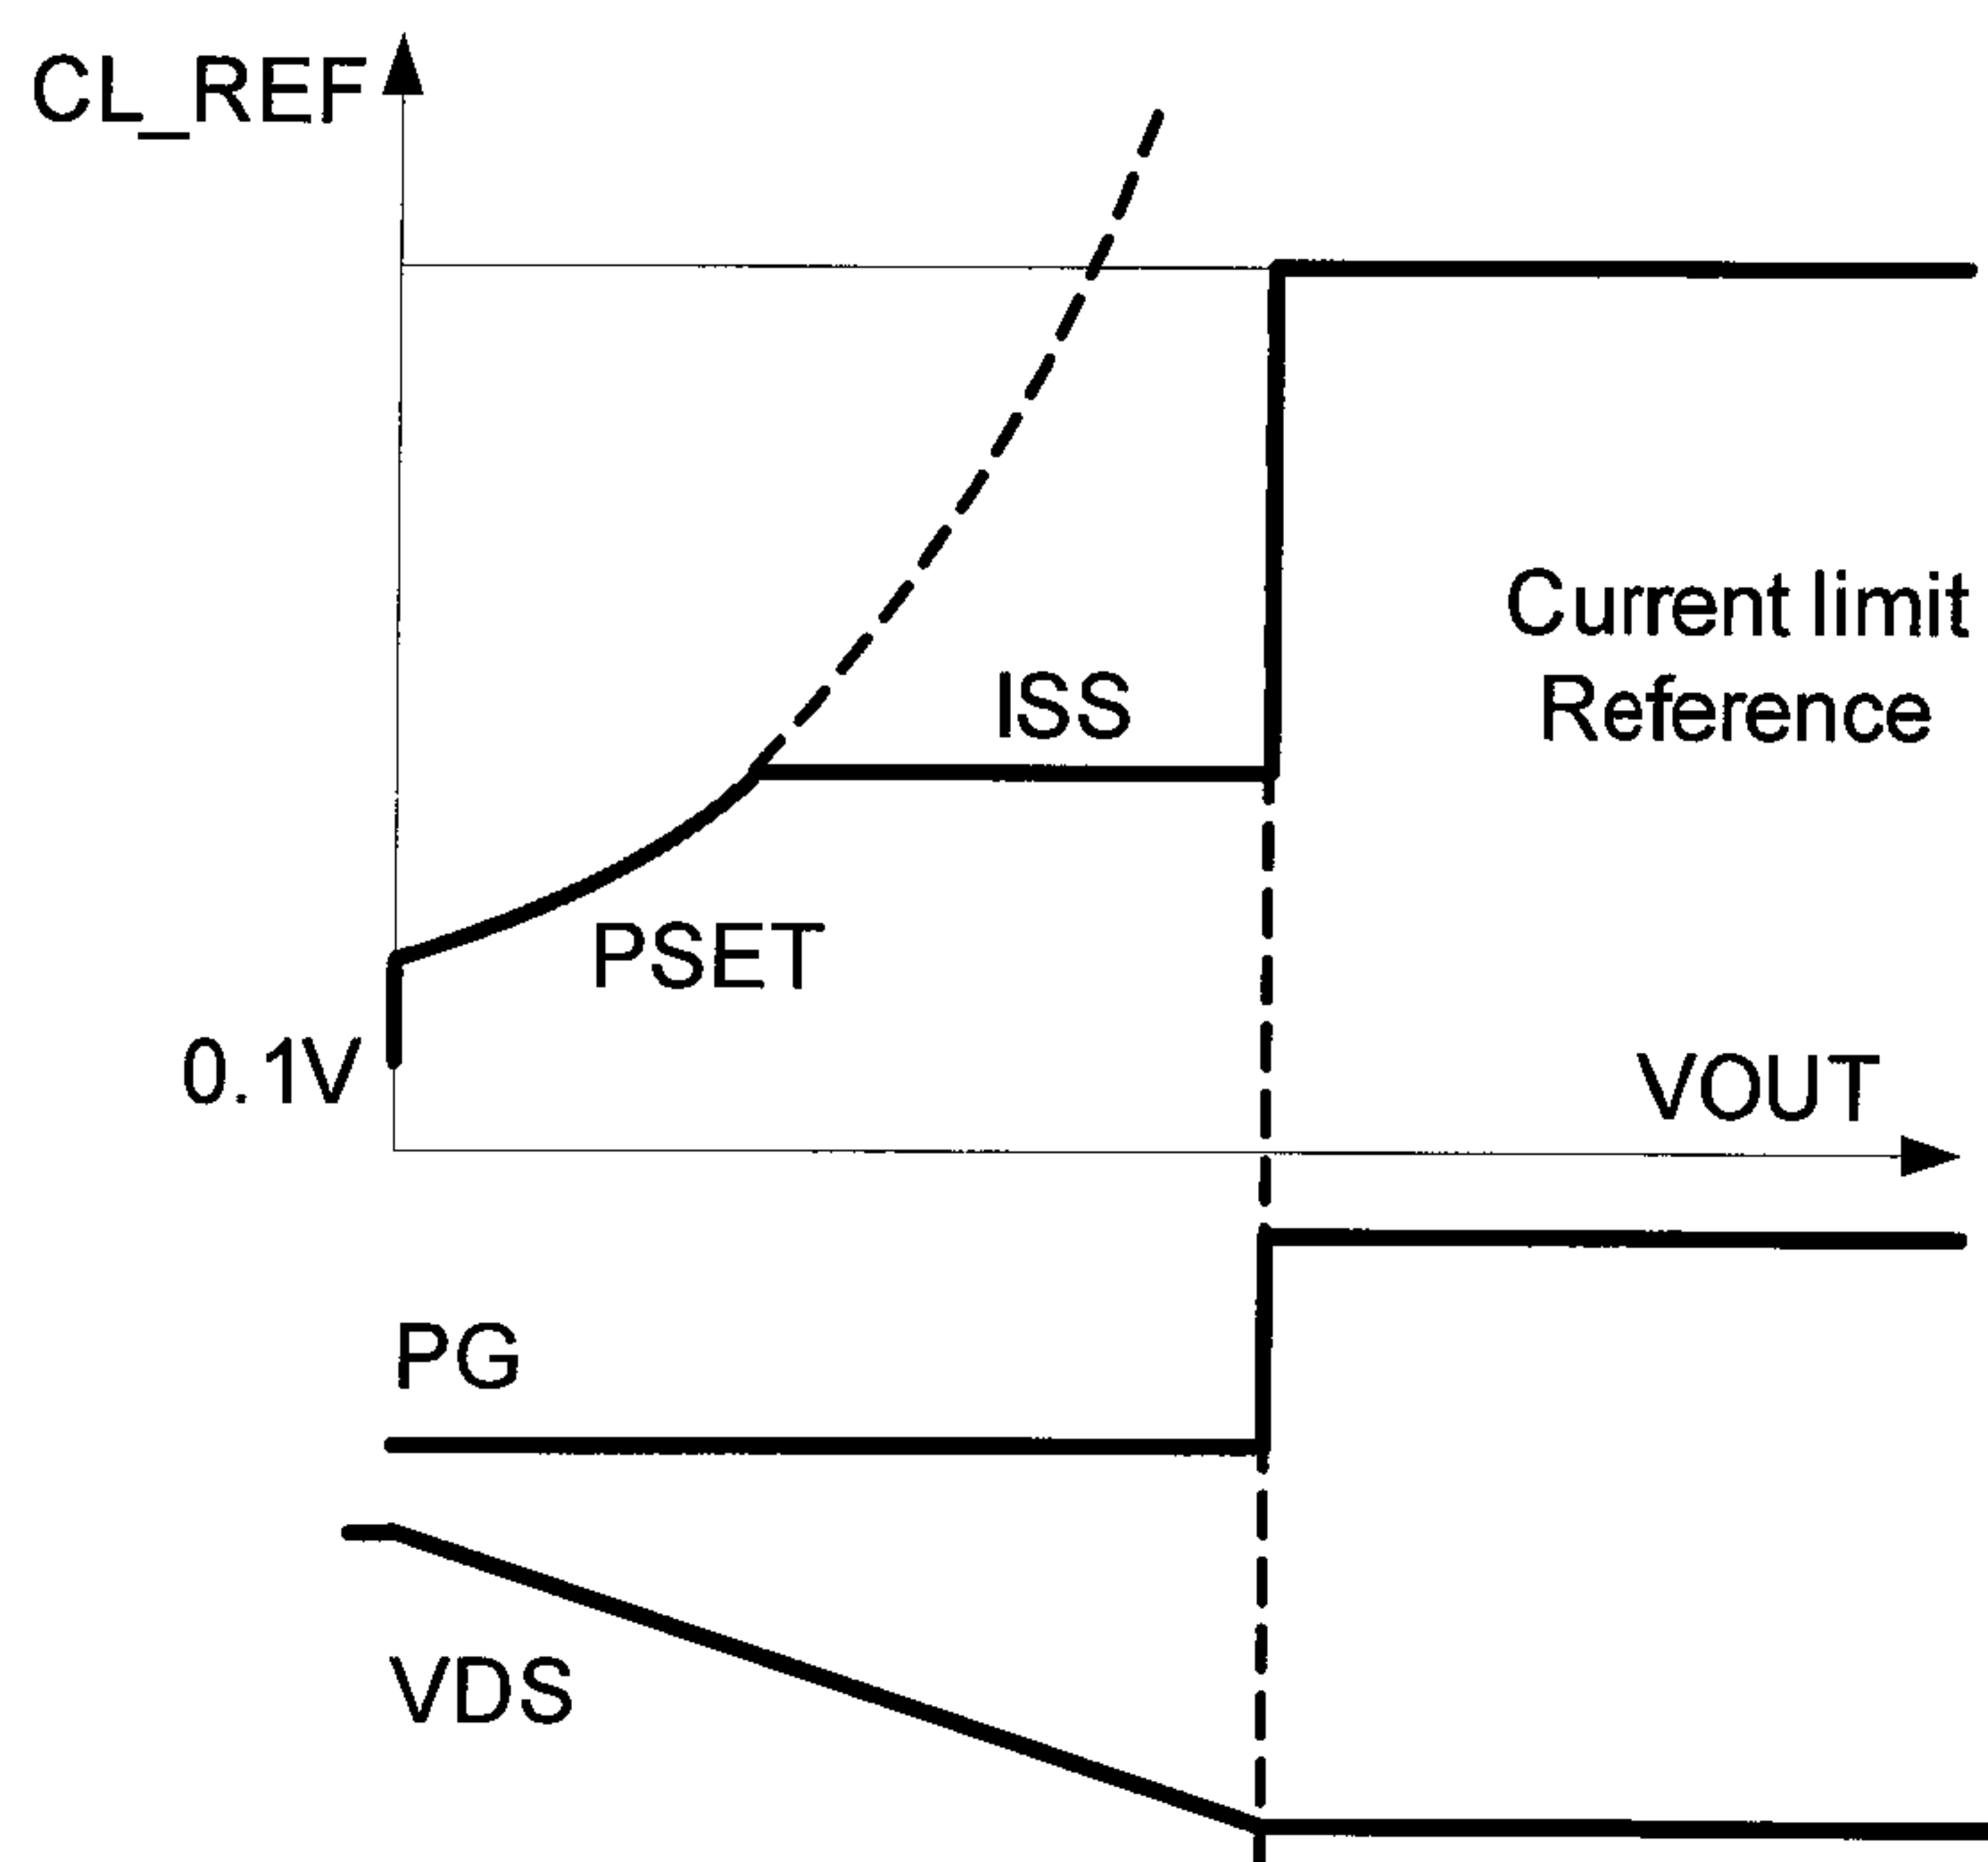 CL_REF
Current limit
Reference
ISS
PSET
0.1V
VOUT
PG
VDS